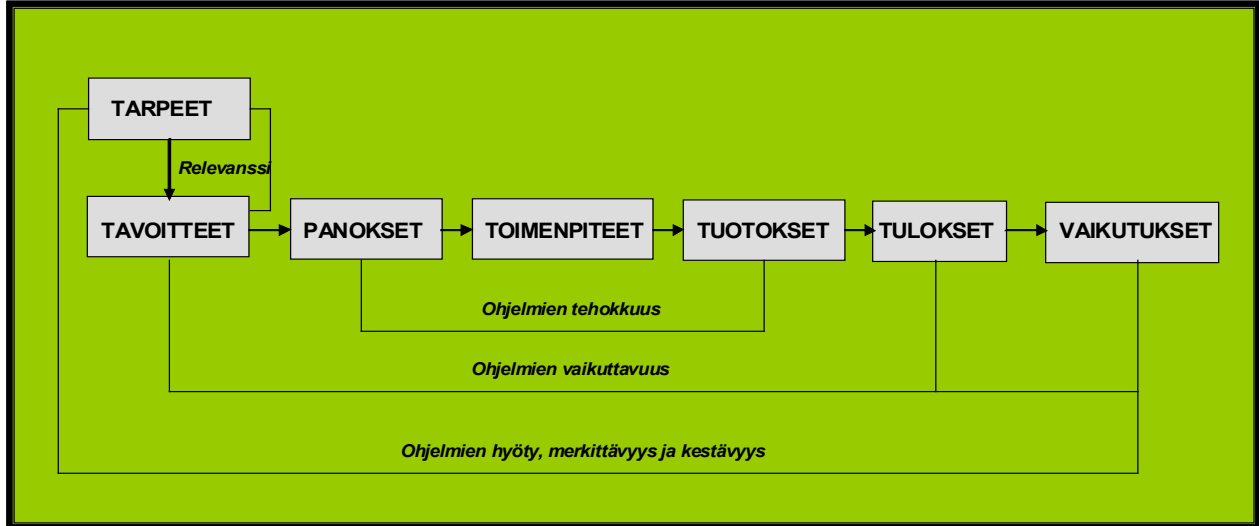 TARPEET
Relevanssi
TAVOITTEET
PANOKSET
TOIMENPITEET
TUOTOKSET
TULOKSET
VAIKUTUKSET
Ohjelmien tehokkuus
Ohjelmien vaikuttavuus
Ohjelmien hyöty, merkittävyys ja kestävyys